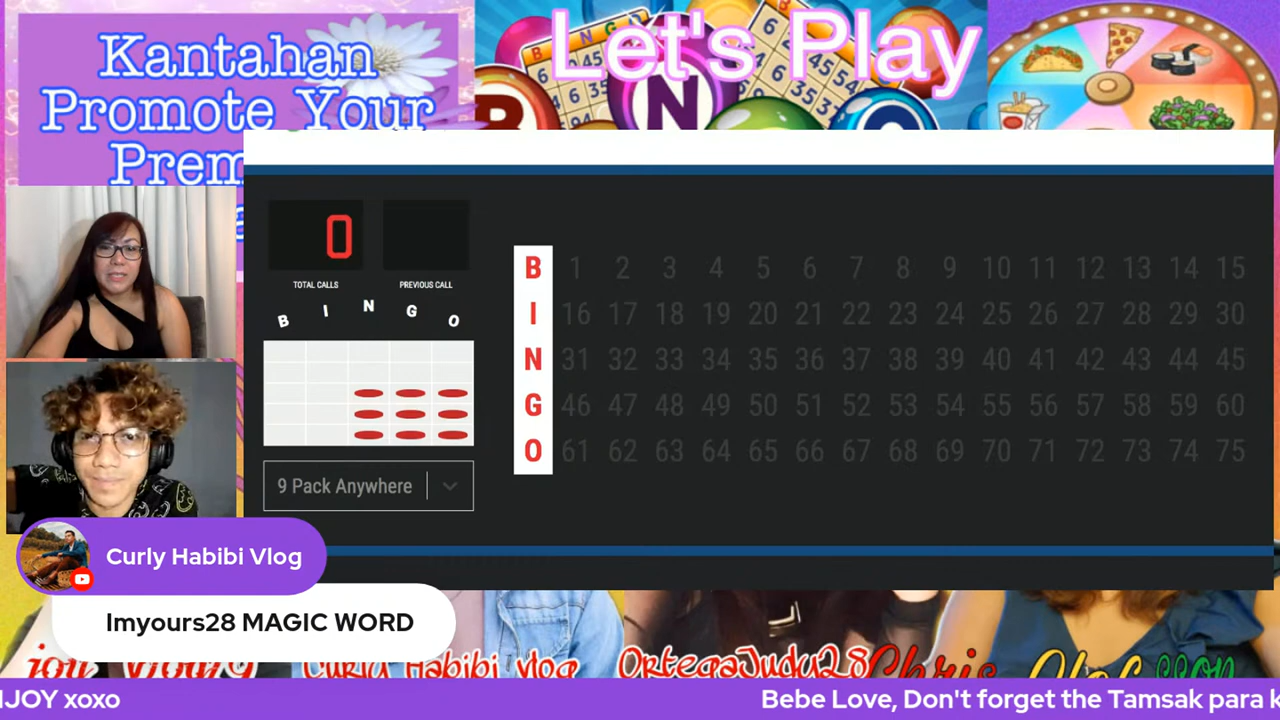 Kantahan
Promote Your
Prem
Let's Play
B I N G
N
0
TOTAL CALLS
PREVIOUS CALL
B I N G O
9 Pack Anywhere
B 1 2 3 4 5 6 7 8 9 10 11 12 13 14 15
I 16 17 18 19 20 21 22 23 24 25 26 27 28 29 30
N 31 32 33 34 35 36 37 38 39 40 41 42 43 44 45
G 46 47 48 49 50 51 52 53 54 55 56 57 58 59 60
O 61 62 63 64 65 66 67 68 69 70 71 72 73 74 75
Curly Habibi Vlog
Imyours28 MAGIC WORD
Curly Habibi vlog
OrtegaJudy28
Chris
NJOY xoxo
Bebe Love, Don't forget the Tamsak para k